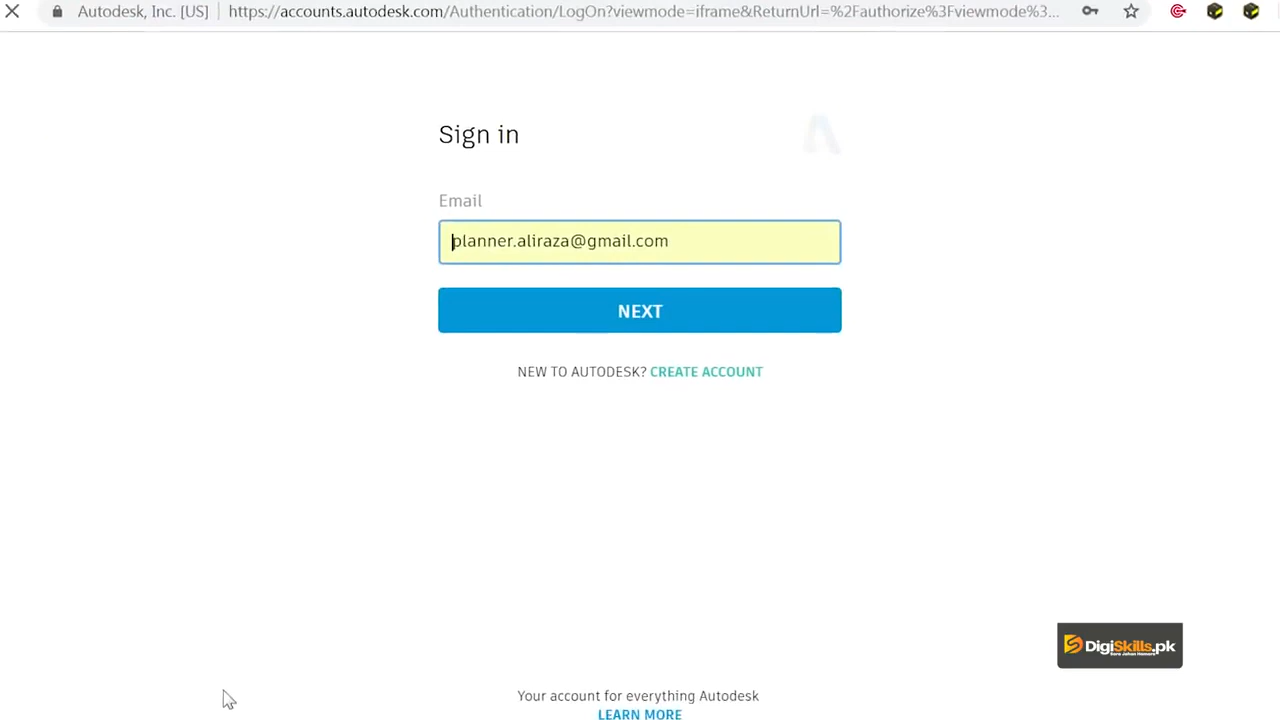 Autodesk, Inc. [US] https://accounts.autodesk.com/Authentication/LogOn?viewmode=iframe&ReturnUrl=%2Fauthorize%3Fviewmode%3...
Sign in
Email
planner.aliraza@gmail.com
NEXT
NEW TO AUTODESK? CREATE ACCOUNT
DigiSkills.pk
Your account for everything Autodesk
LEARN MORE